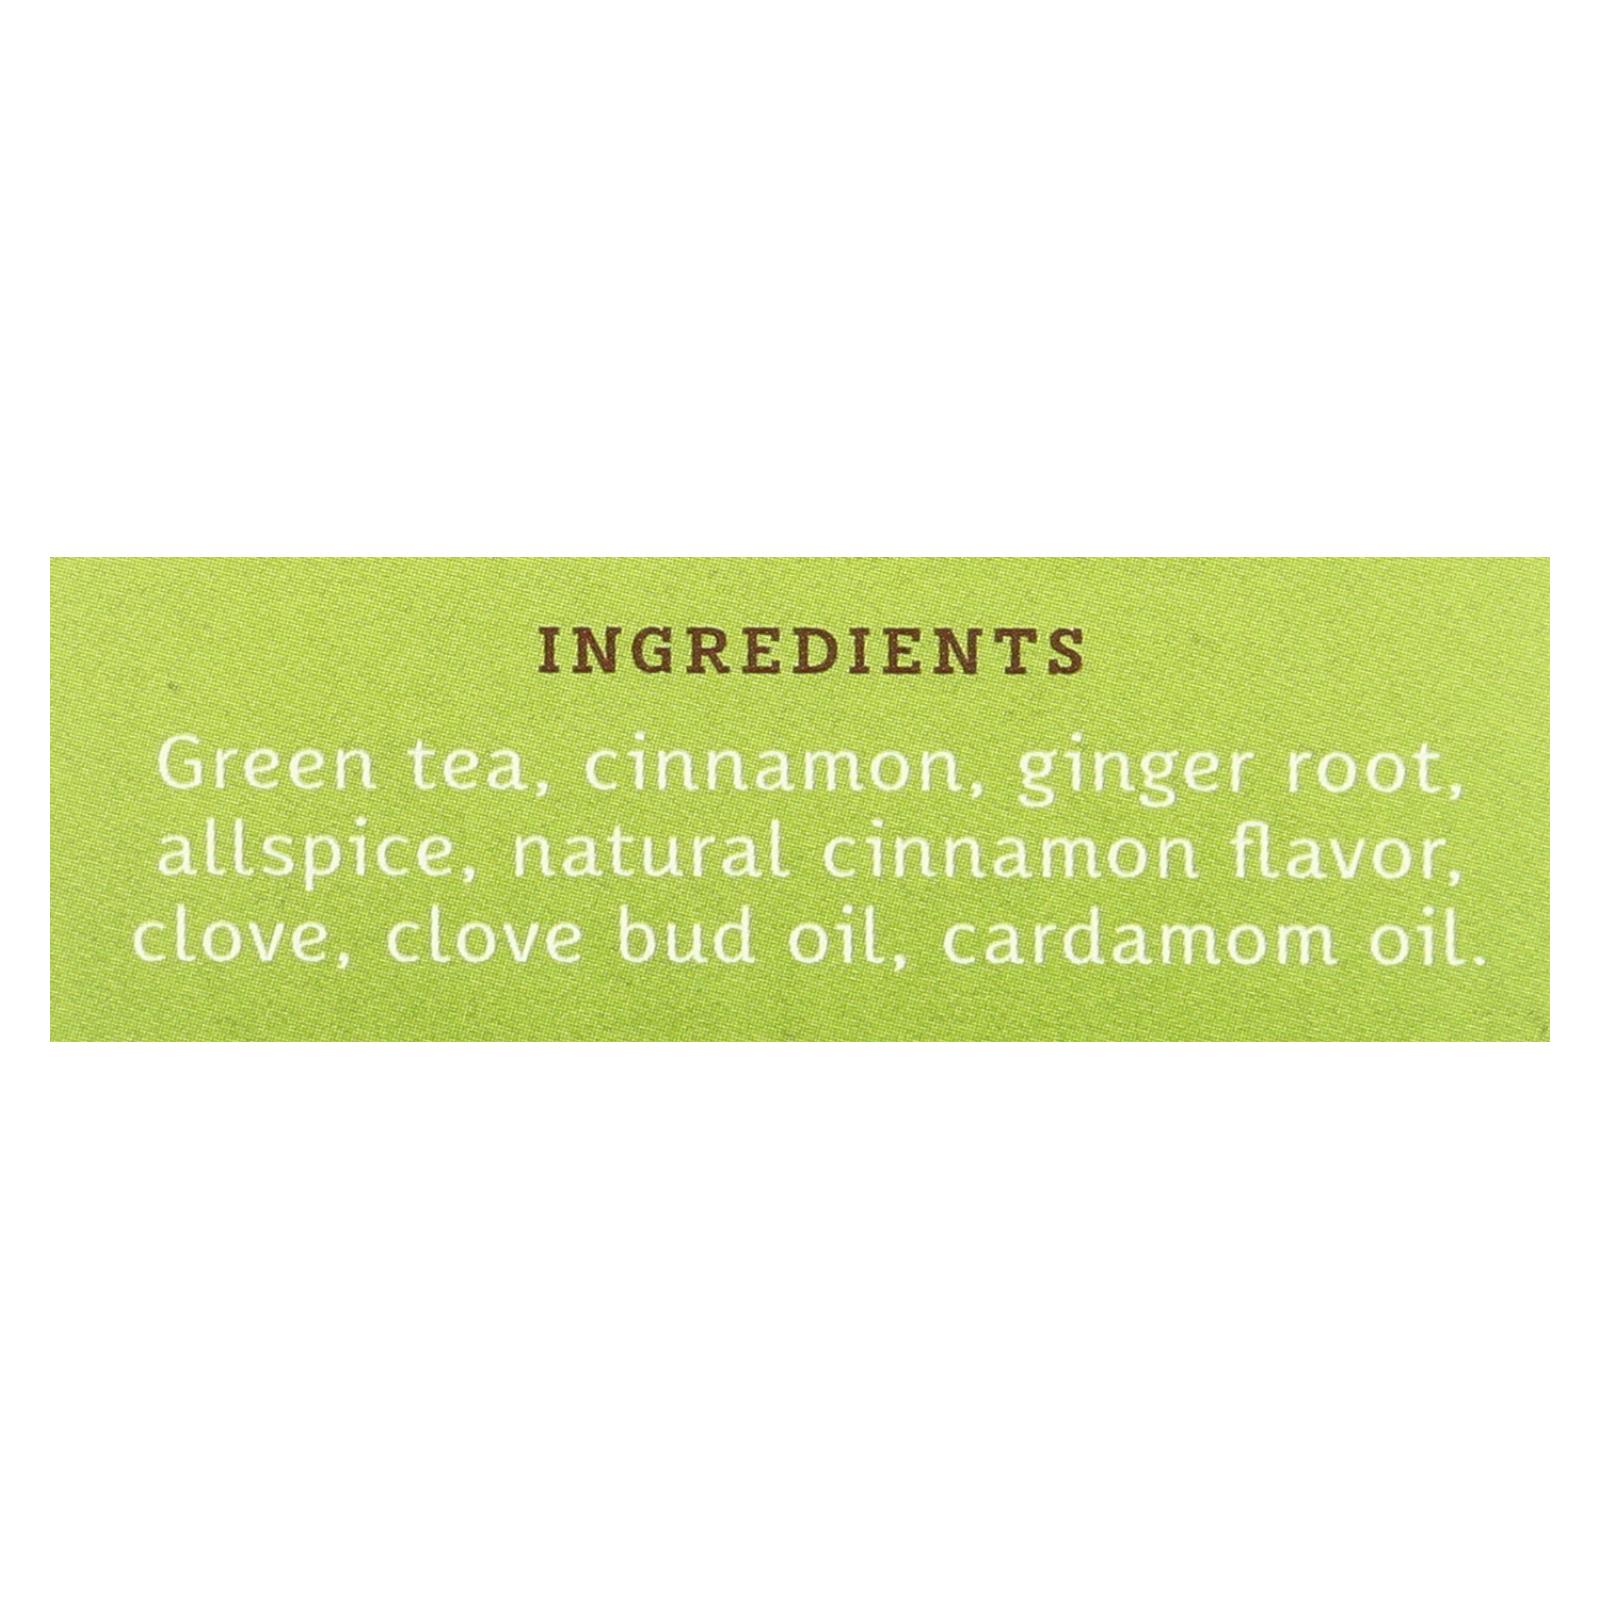 INGREDIENTS
Green tea, cinnamon, ginger root,
allspice, natural cinnamon flavor,
clove, clove bud oil, cardamom oil.